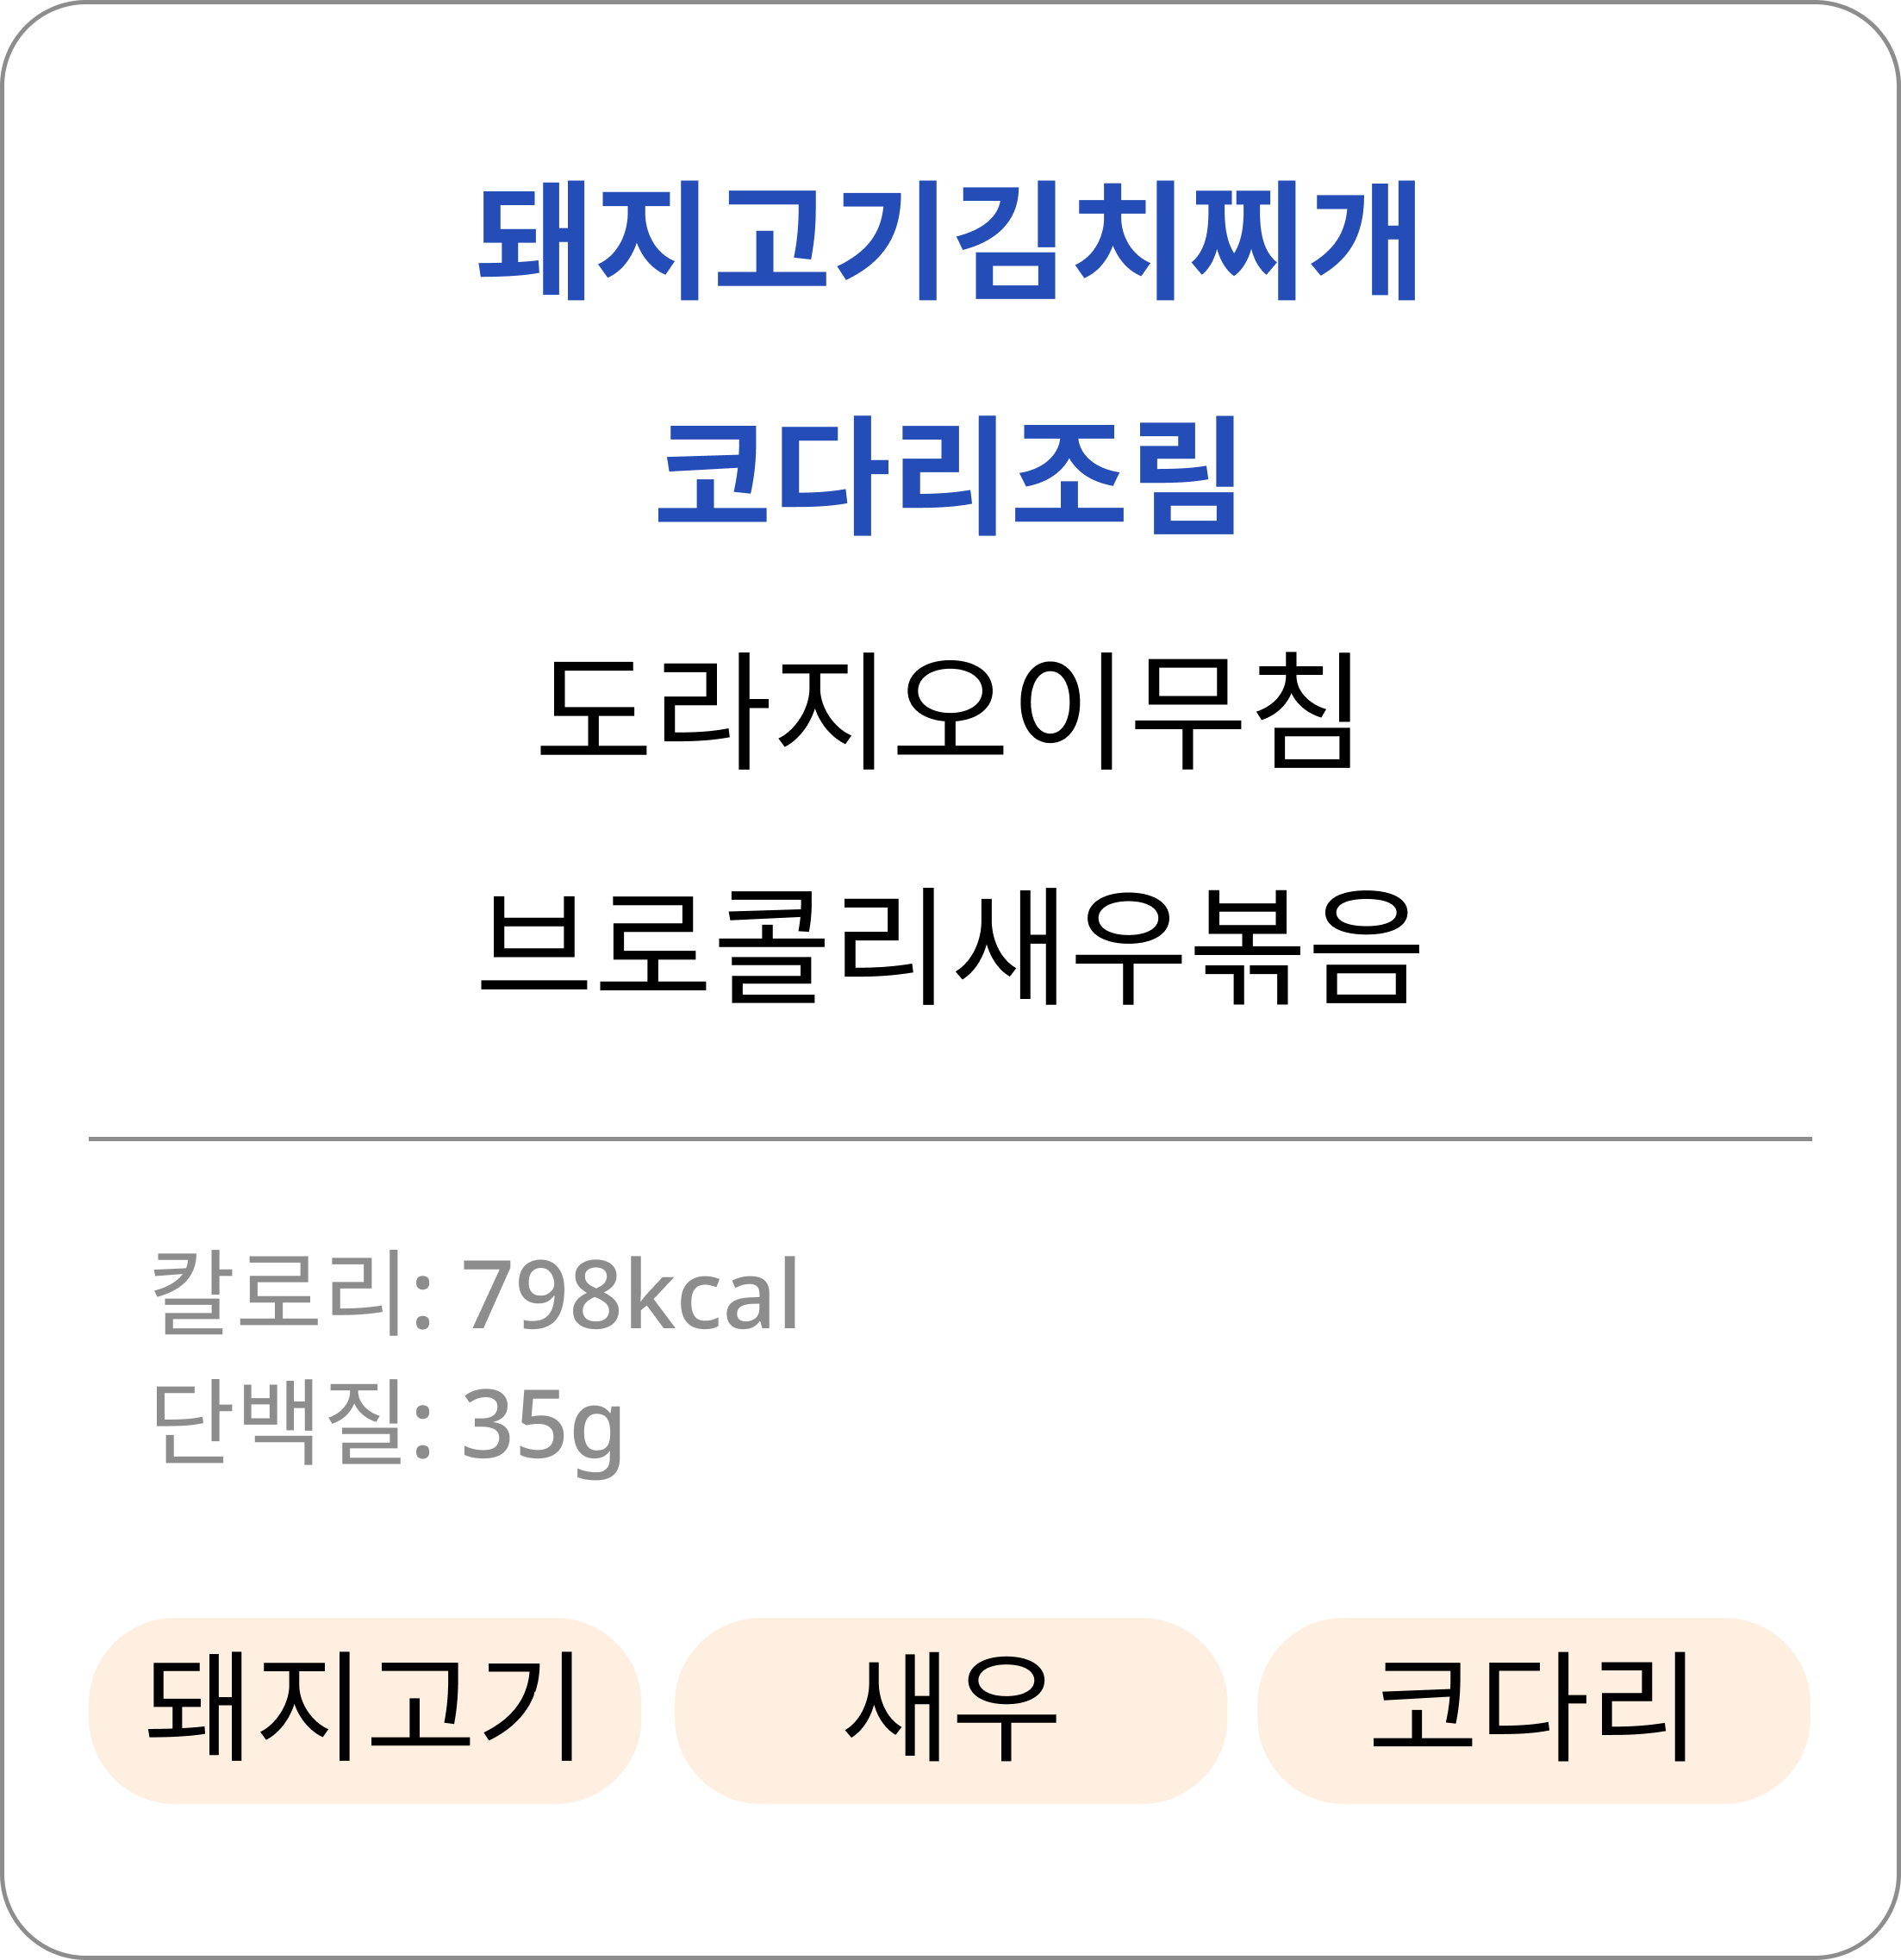 돼지고기김치찌개
코다리조림
도라지오이무침
브로콜리새우볶음
칼로리: 798kcal
단백질: 35g
돼지고기
새우
코다리